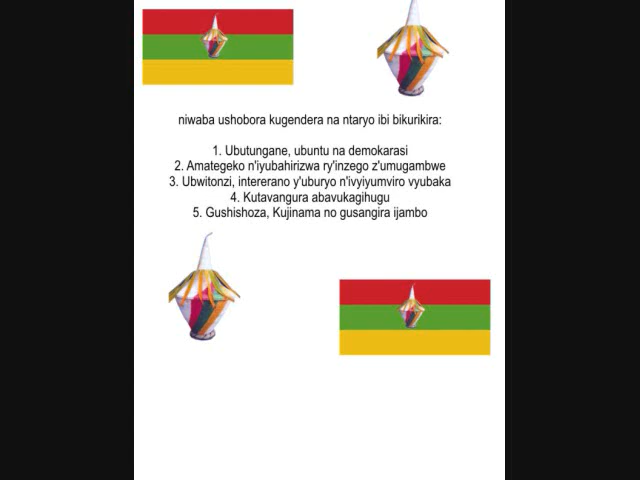 niwaba ushobora kugendera na ntaryo ibi bikurikira:
1. Ubutungane, ubuntu na demokarasi
2. Amategeko n'iyubahirizwa ry'inzego z'umugambwe
3. Ubwitonzi, intererano y'uburyo n'ivyiyumviro vyubaka
4. Kutavangura abavukagihugu
5. Gushishoza, Kujinama no gusangira ijambo